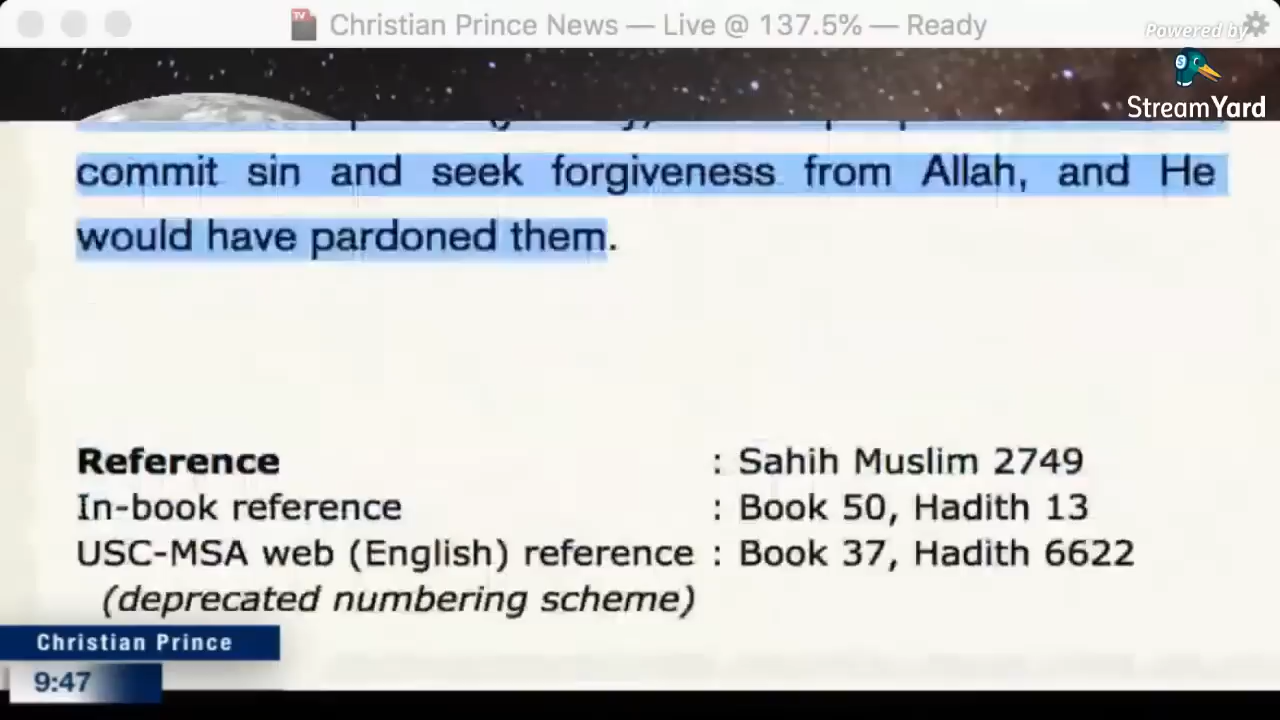 Christian Prince News — Live @ 137.5% — Ready
Powered by
StreamYard
commit sin and seek forgiveness from Allah, and He
would have pardoned them.
Reference : Sahih Muslim 2749
In-book reference : Book 50, Hadith 13
USC-MSA web (English) reference : Book 37, Hadith 6622
(deprecated numbering scheme)
Christian Prince
9:47